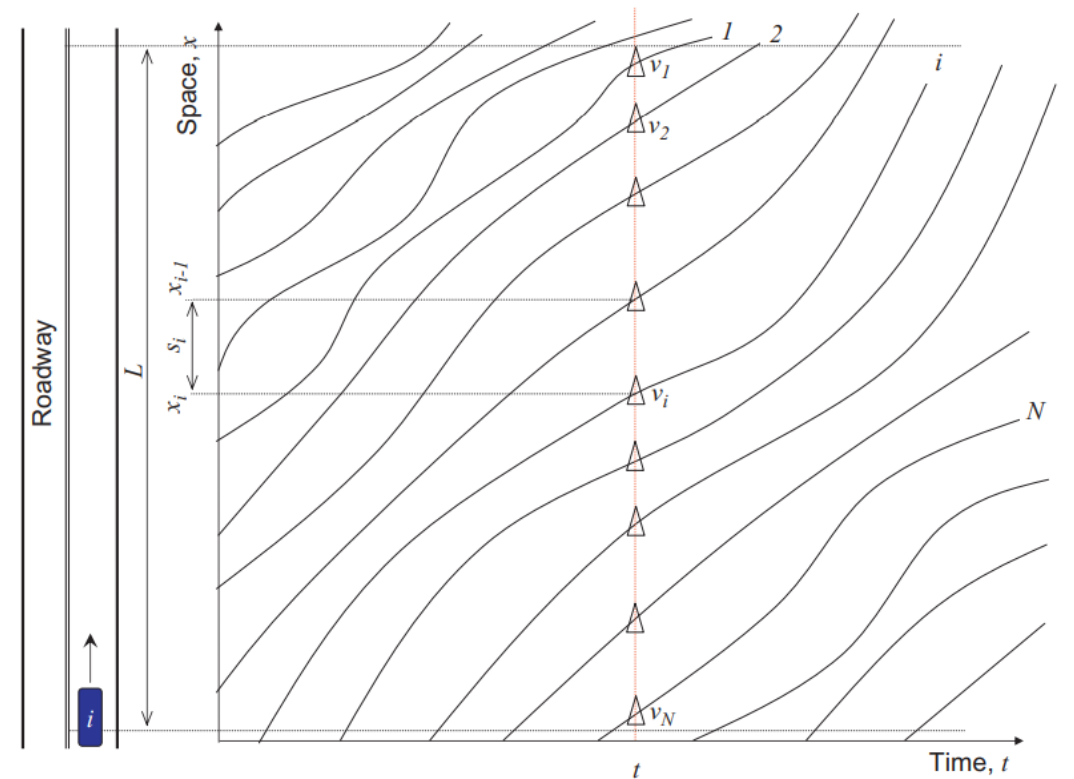 Roadway
i
L
Space, x
x_{i-1}
s_i
x_i
1
2
i
N
v_1
v_2
v_i
v_N
t
Time, t